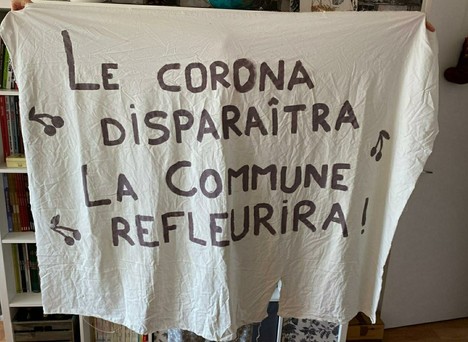 LE CORONA
DISPARAÎTRA
LA COMMUNE
REFLEURIRA !